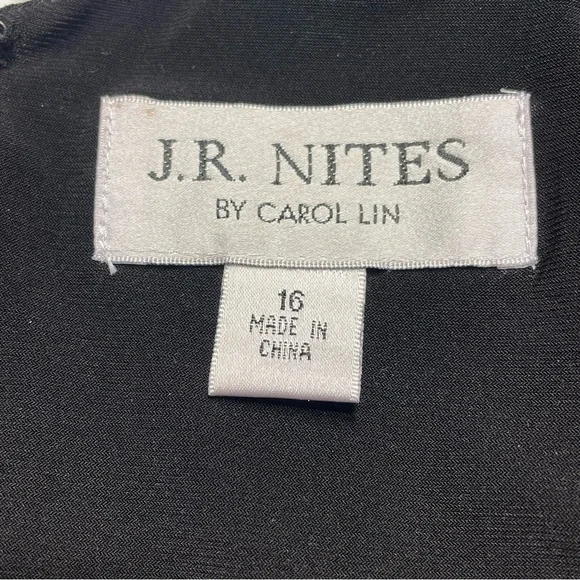 J.R. NITES
BY CAROL LIN
16
MADE IN
CHINA